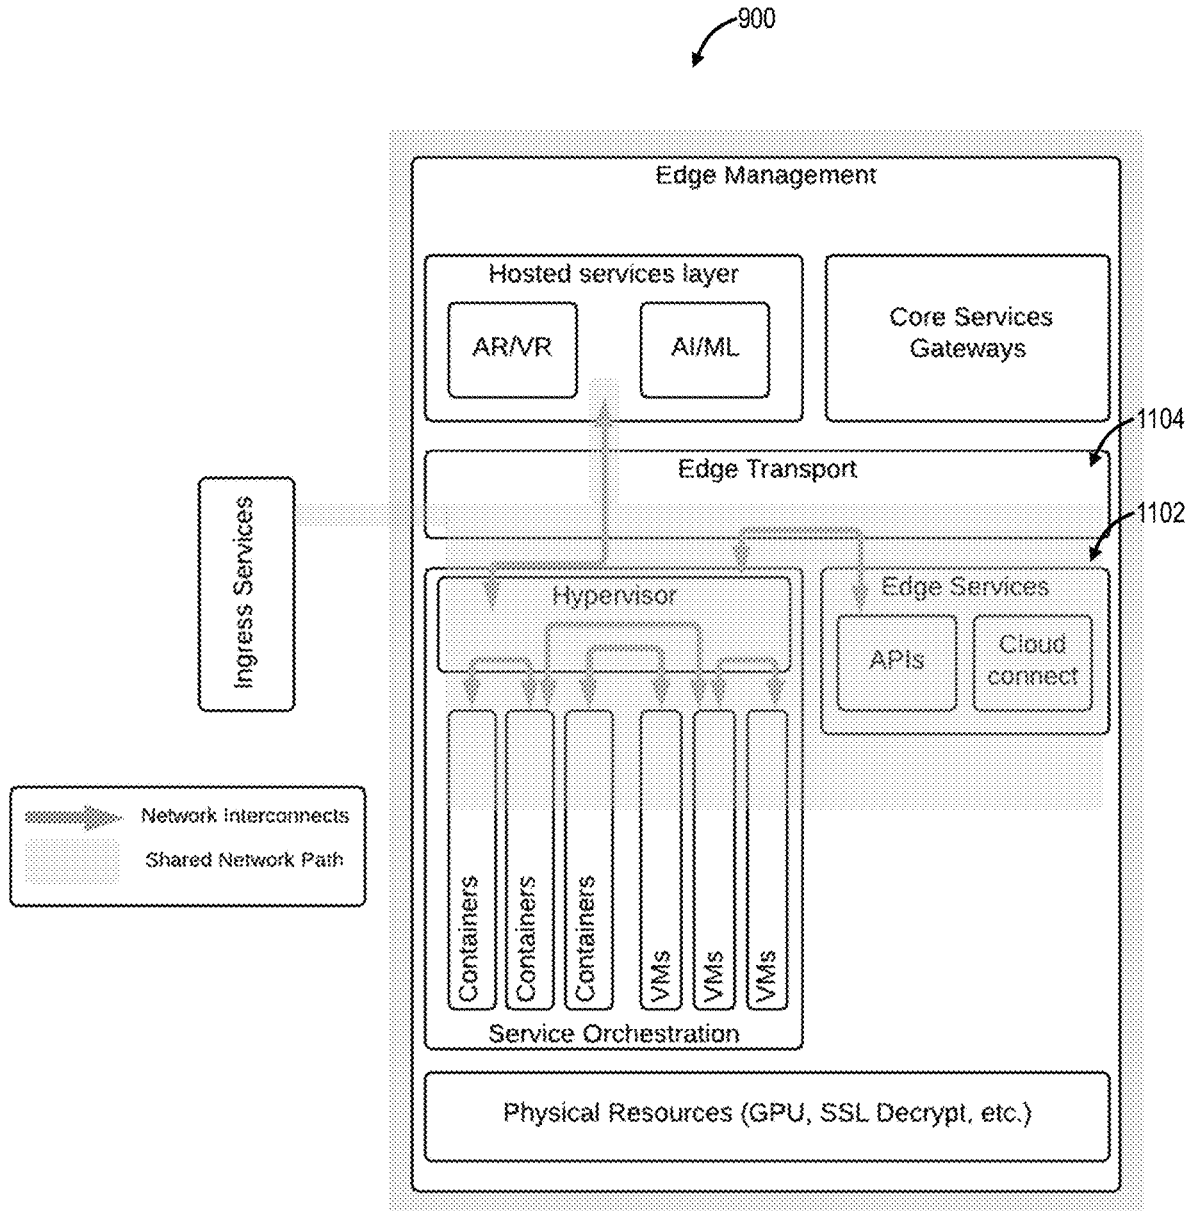 900
Edge Management
Hosted services layer
AR/VR
AI/ML
Core Services
Gateways
1104
Edge Transport
1102
Ingress Services
Hypervisor
Edge Services
APIs
Cloud
connect
Network Interconnects
Shared Network Path
Containers
Containers
Containers
VMs
VMs
VMs
Service Orchestration
Physical Resources (GPU, SSL Decrypt, etc.)